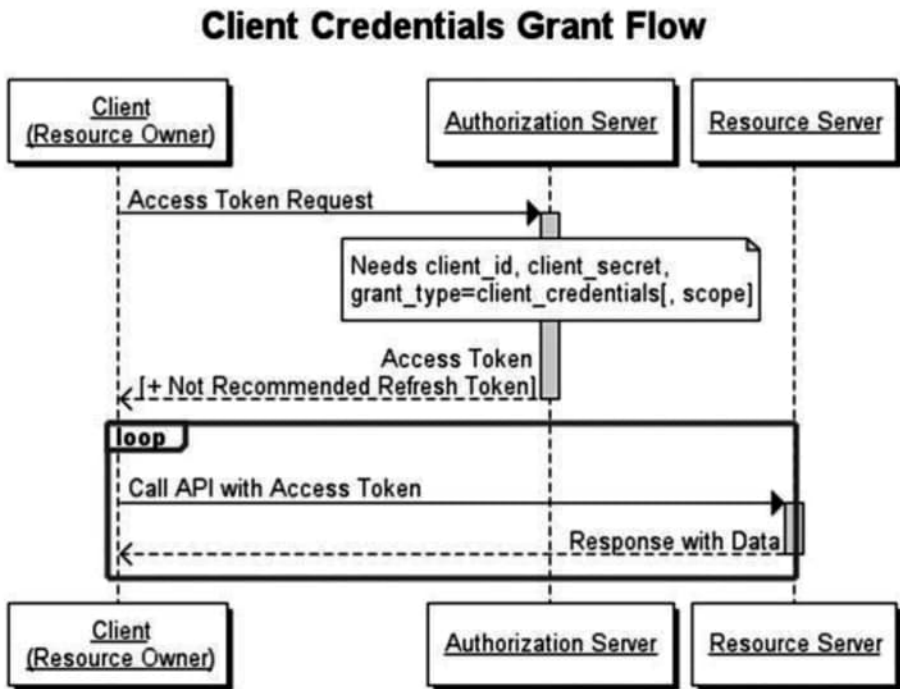 Client Credentials Grant Flow
Client
(Resource Owner)
Authorization Server
Resource Server
Access Token Request
Needs client_id, client_secret,
grant_type=client_credentials[, scope]
Access Token
[+ Not Recommended Refresh Token]
loop
Call API with Access Token
Response with Data
Client
(Resource Owner)
Authorization Server
Resource Server